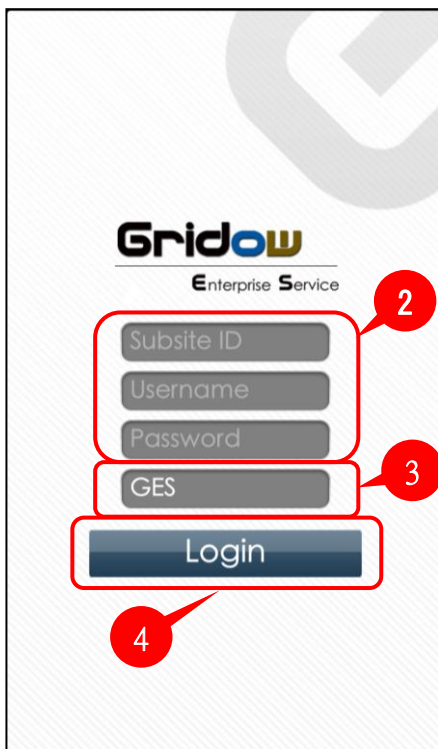 Gridow
Enterprise Service
2
Subsite ID
Username
Password
3
GES
Login
4